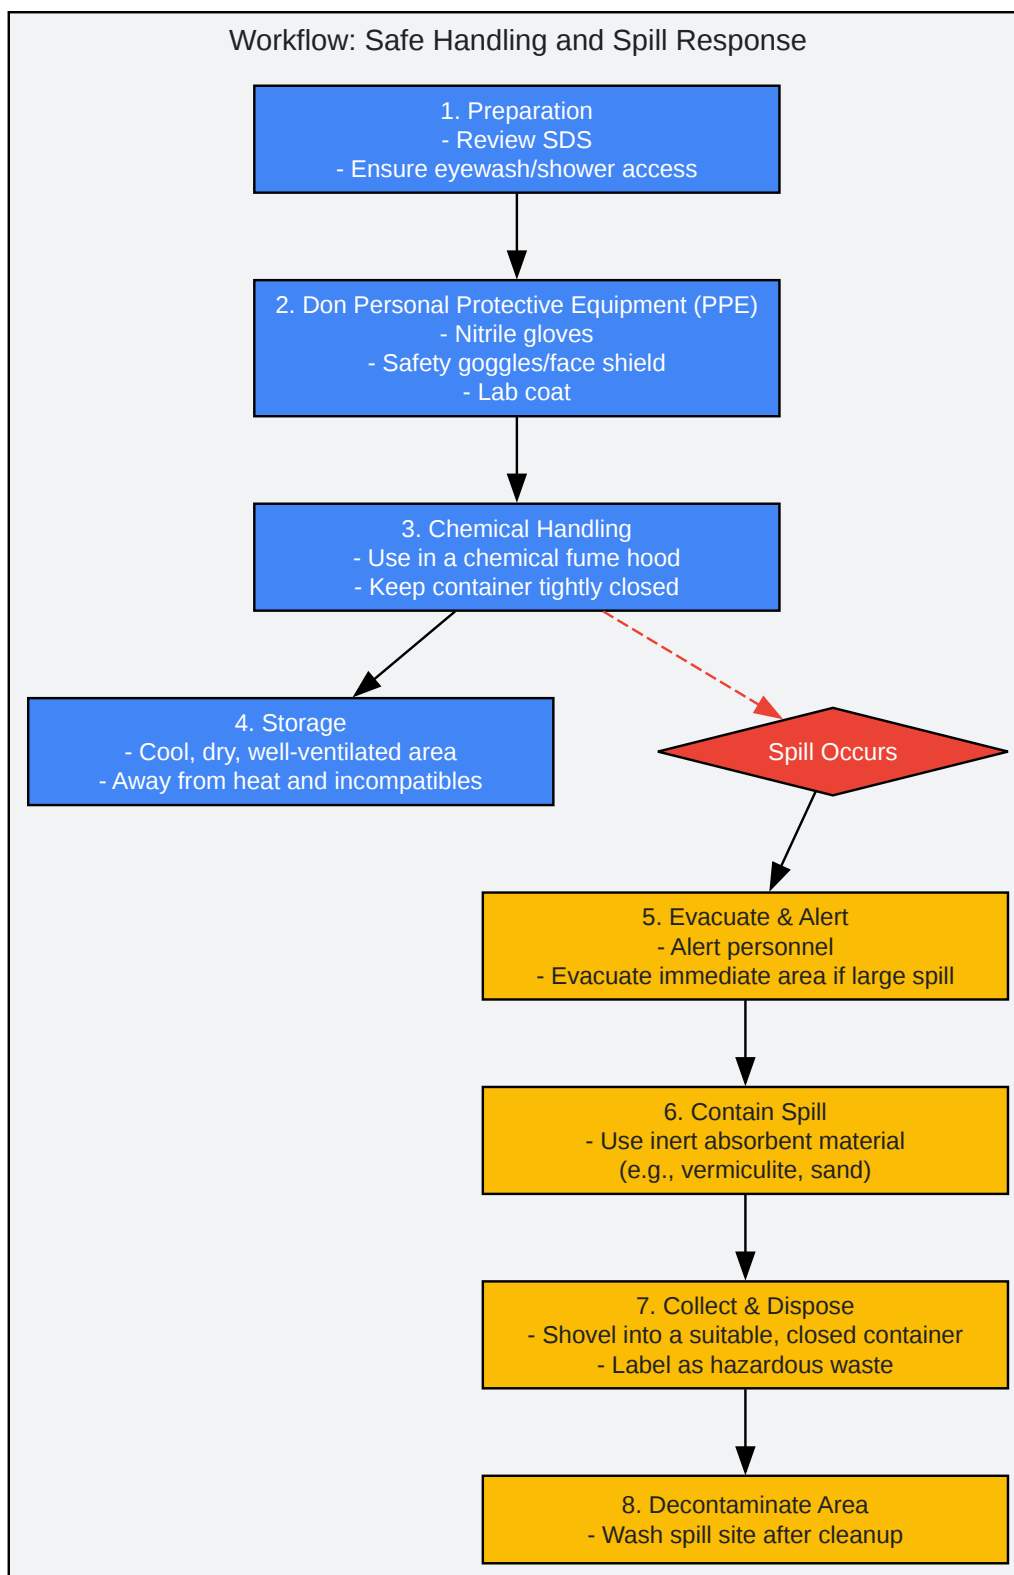 Workflow: Safe Handling and Spill Response
1. Preparation
- Review SDS
- Ensure eyewash/shower access
2. Don Personal Protective Equipment (PPE)
- Nitrile gloves
- Safety goggles/face shield
- Lab coat
3. Chemical Handling
- Use in a chemical fume hood
- Keep container tightly closed
4. Storage
- Cool, dry, well-ventilated area
- Away from heat and incompatibles
Spill Occurs
5. Evacuate & Alert
- Alert personnel
- Evacuate immediate area if large spill
6. Contain Spill
- Use inert absorbent material
(e.g., vermiculite, sand)
7. Collect & Dispose
- Shovel into a suitable, closed container
- Label as hazardous waste
8. Decontaminate Area
- Wash spill site after cleanup